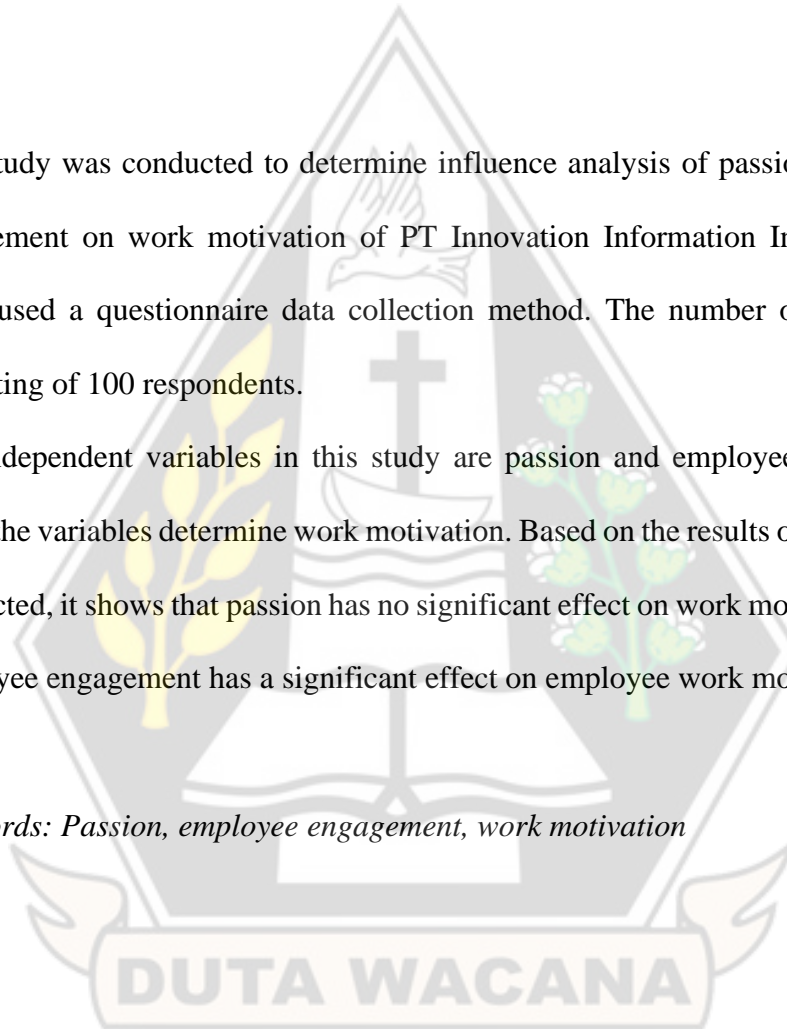 tudy was conducted to determine influence analysis of passio
ement on work motivation of PT Innovation Information In
used a questionnaire data collection method. The number o
ting of 100 respondents.
dependent variables in this study are passion and employee
the variables determine work motivation. Based on the results o
cted, it shows that passion has no significant effect on work mo
yee engagement has a significant effect on employee work mo
rds: Passion, employee engagement, work motivation
DUTA WACANA